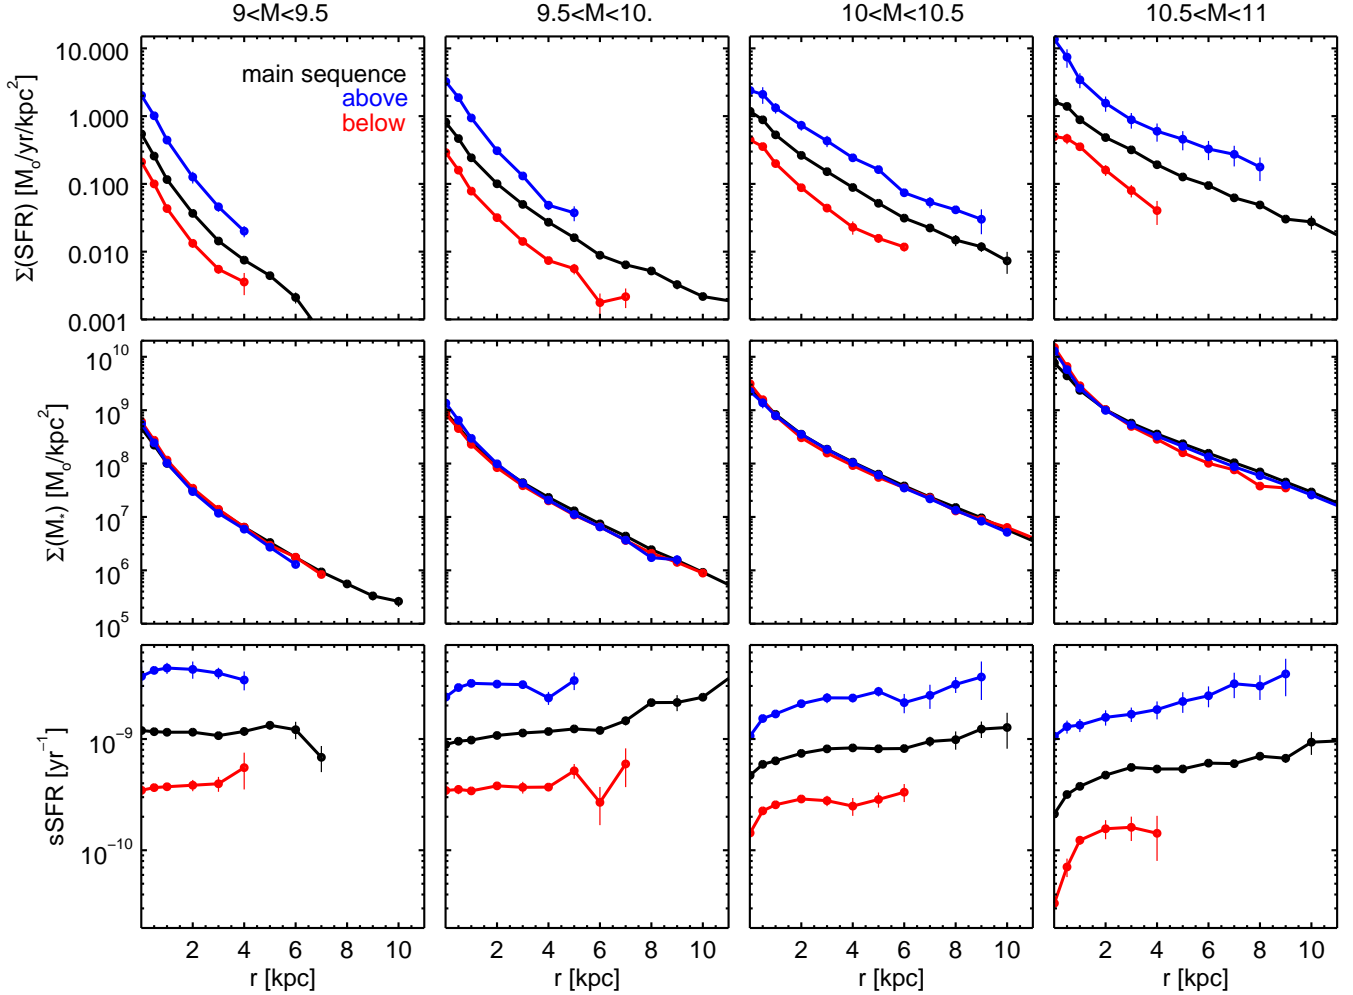 9<M<9.5 9.5<M<10. 10<M<10.5 10.5<M<11
Σ(SFR) [M₀/yr/kpc²]
10.000
1.000
0.100
0.010
0.001
main sequence
above
below
Σ(M*) [M₀/kpc²]
10¹⁰
10⁹
10⁸
10⁷
10⁶
10⁵
sSFR [yr⁻¹]
10⁻⁹
10⁻¹⁰
2 4 6 8 10 2 4 6 8 10 2 4 6 8 10 2 4 6 8 10
r [kpc] r [kpc] r [kpc] r [kpc]